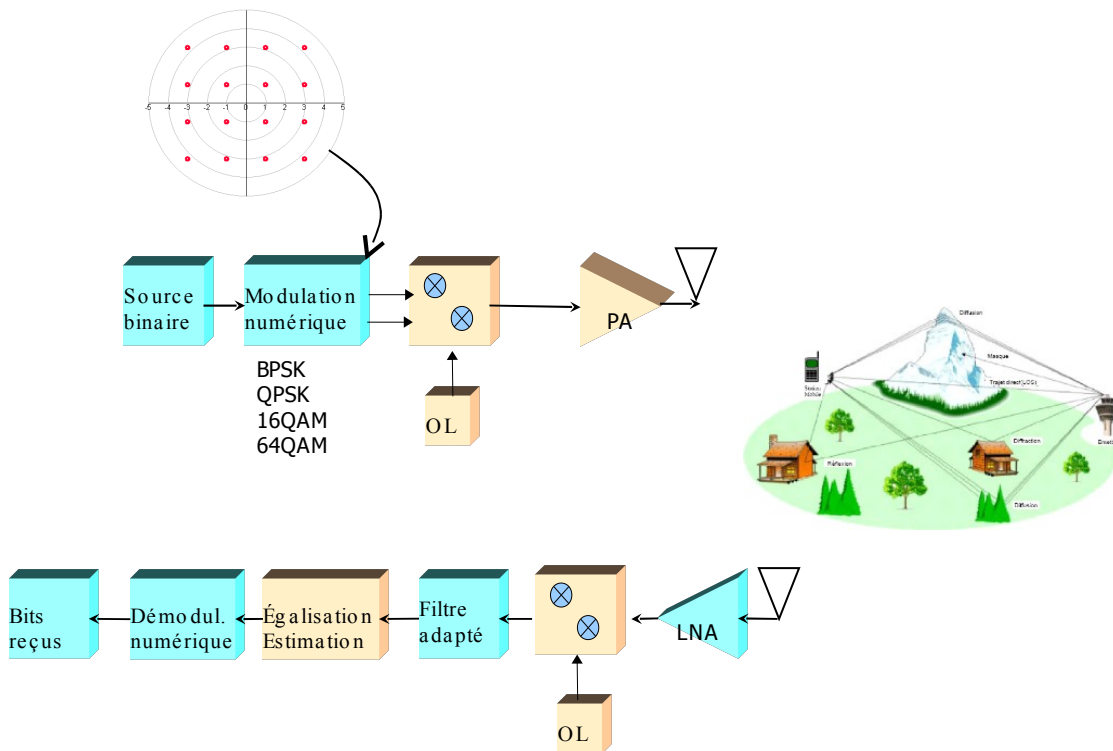 -5 -4 -3 -2 -1 0 1 2 3 4 5
Source
binaire
Modulation
numérique
BPSK
QPSK
16QAM
64QAM
OL
PA
Diffusion
Masque
Trajet direct(LOS)
Diffraction
Réflexion
Diffusion
Bits
reçus
Démodul.
numérique
Égalisation
Estimation
Filtre
adapté
LNA
OL